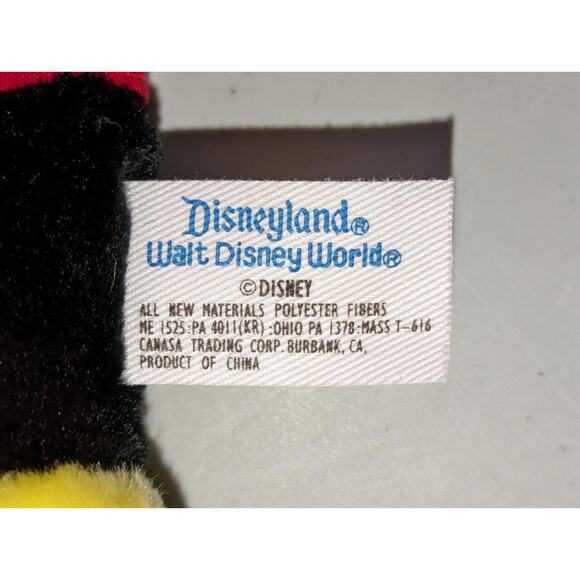 Disneyland®
Walt Disney World®
©DISNEY
ALL NEW MATERIALS POLYESTER FIBERS
ME 1525:PA 4011(KR):OHIO PA 1378:MASS T-616
CANASA TRADING CORP. BURBANK, CA,
PRODUCT OF CHINA